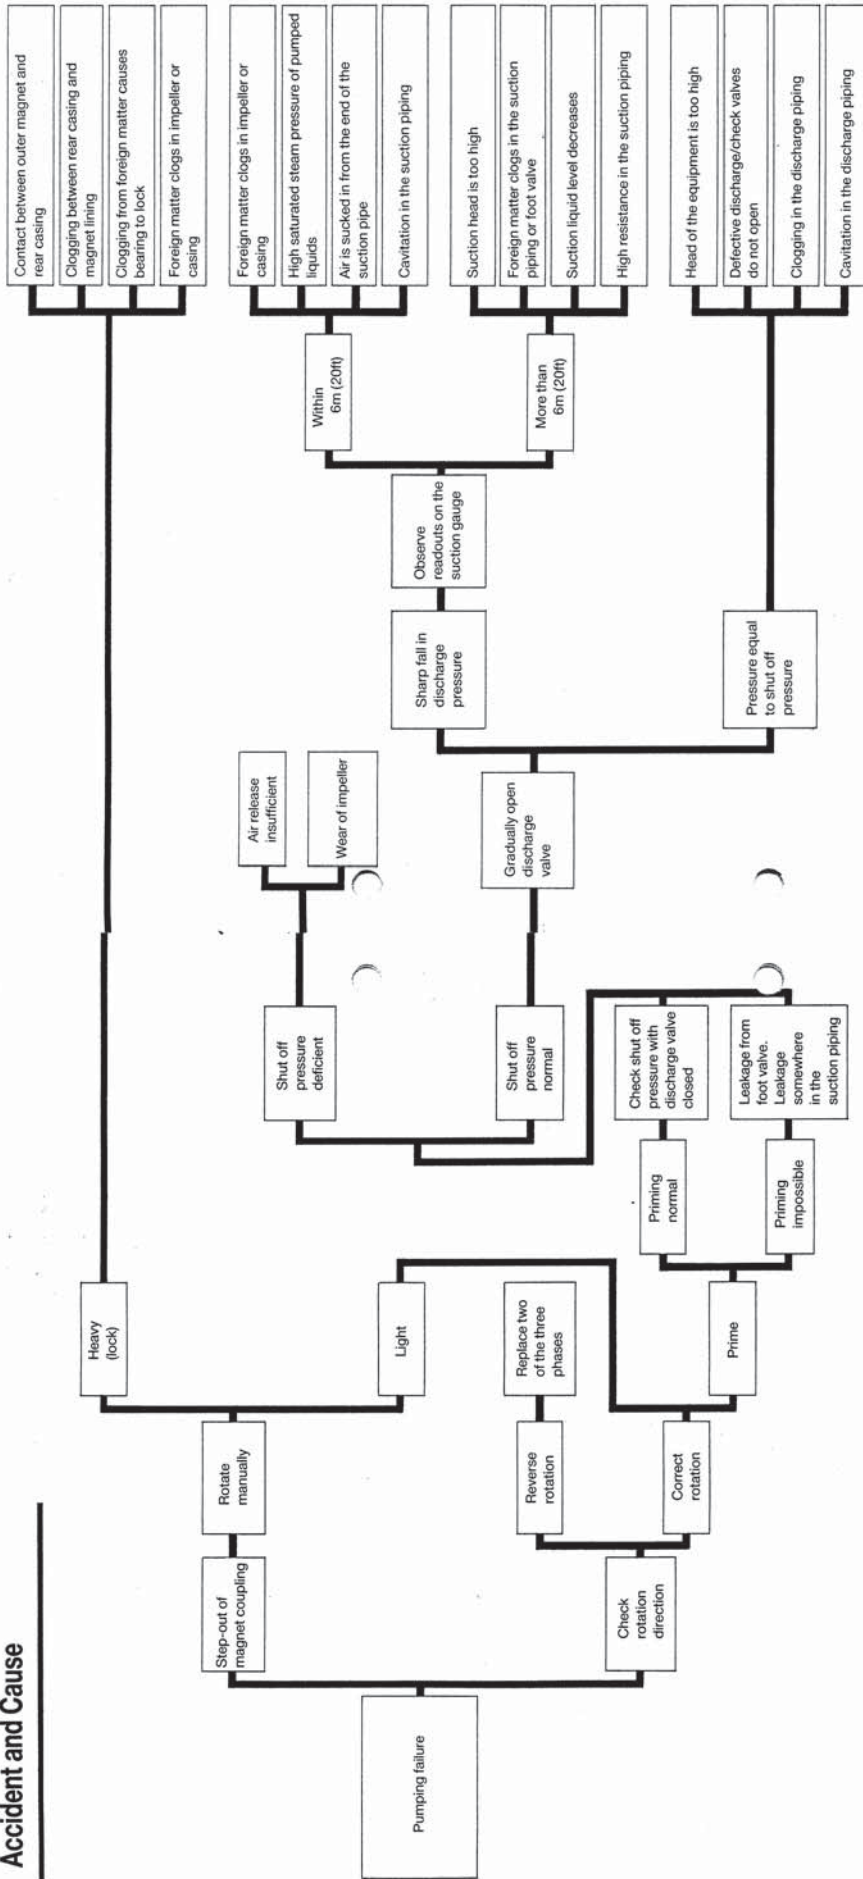 Accident and Cause
Pumping failure
Step-out of
magnet coupling
Rotate
manually
Heavy
(lock)
Contact between outer magnet and
rear casing
Clogging between rear casing and
magnet lining
Clogging from foreign matter causes
bearing to lock
Foreign matter clogs in impeller or
casing
Light
Check
rotation
direction
Reverse
rotation
Replace two
of the three
phases
Correct
rotation
Prime
Priming
normal
Check shut off
pressure with
discharge valve
closed
Priming
impossible
Leakage from
foot valve.
Leakage
somewhere
in the
suction piping
Shut off
pressure
deficient
Air release
insufficient
Wear of impeller
Shut off
pressure
normal
Gradually open
discharge
valve
Sharp fall in
discharge
pressure
Observe
readouts on the
suction gauge
Within
6m (20ft)
Foreign matter clogs in impeller or
casing
High saturated steam pressure of pumped
liquids
Air is sucked in from the end of the
suction pipe
Cavitation in the suction piping
More than
6m (20ft)
Suction head is too high
Foreign matter clogs in the suction
piping or foot valve
Suction liquid level decreases
High resistance in the suction piping
Pressure equal
to shut off
pressure
Head of the equipment is too high
Defective discharge/check valves
do not open
Clogging in the discharge piping
Cavitation in the discharge piping